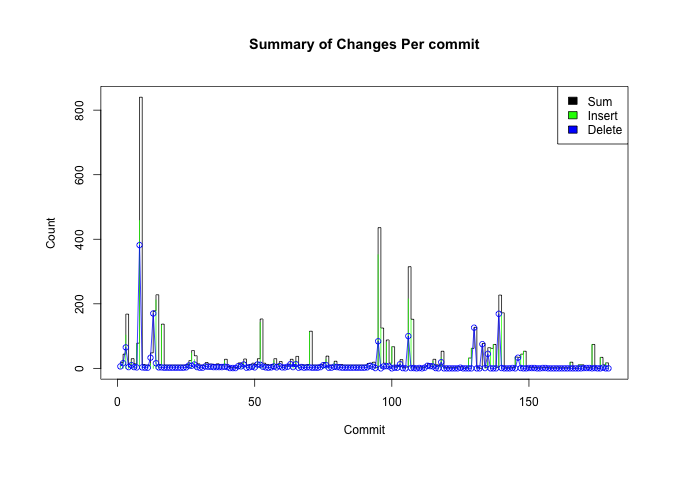 Summary of Changes Per commit
Sum
Insert
Delete
Count
800
600
400
200
0
0 50 100 150
Commit